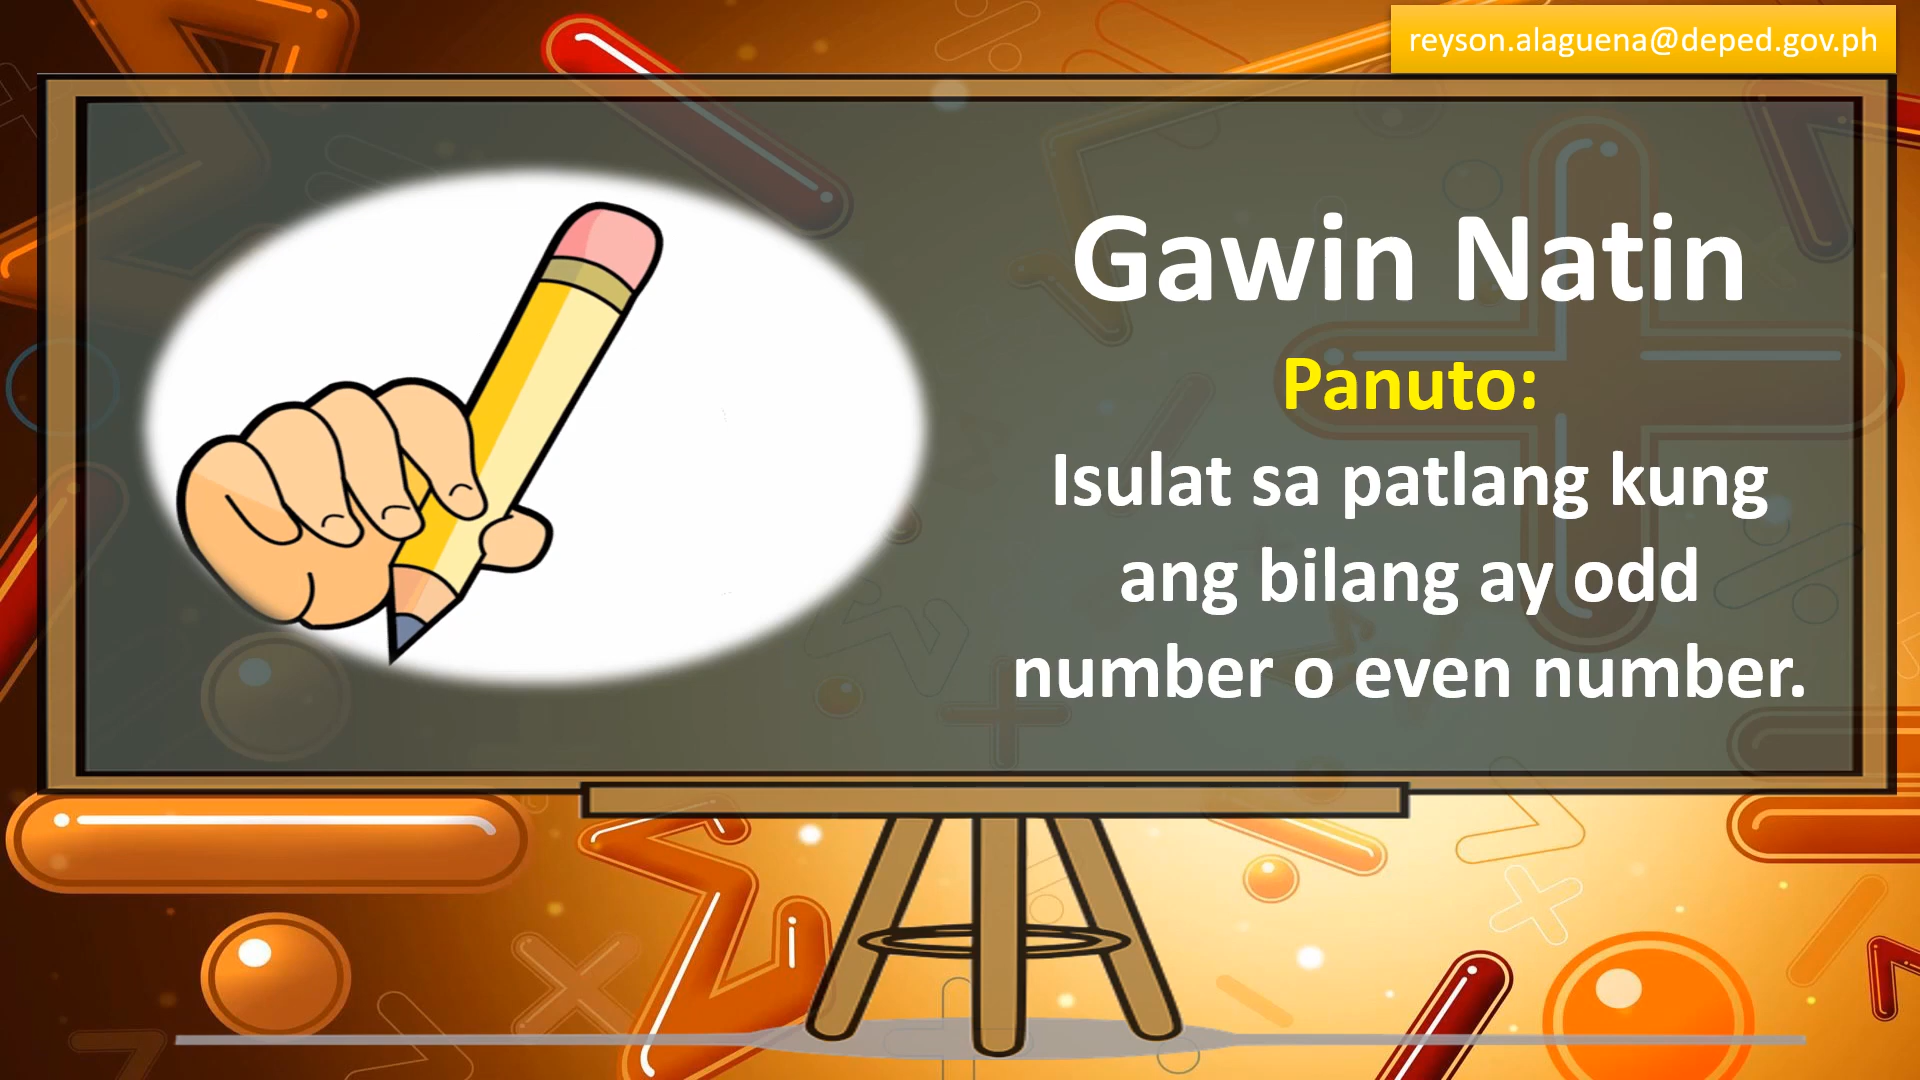 reyson.alaguena@deped.gov.ph
Gawin Natin
Panuto:
Isulat sa patlang kung
ang bilang ay odd
number o even number.